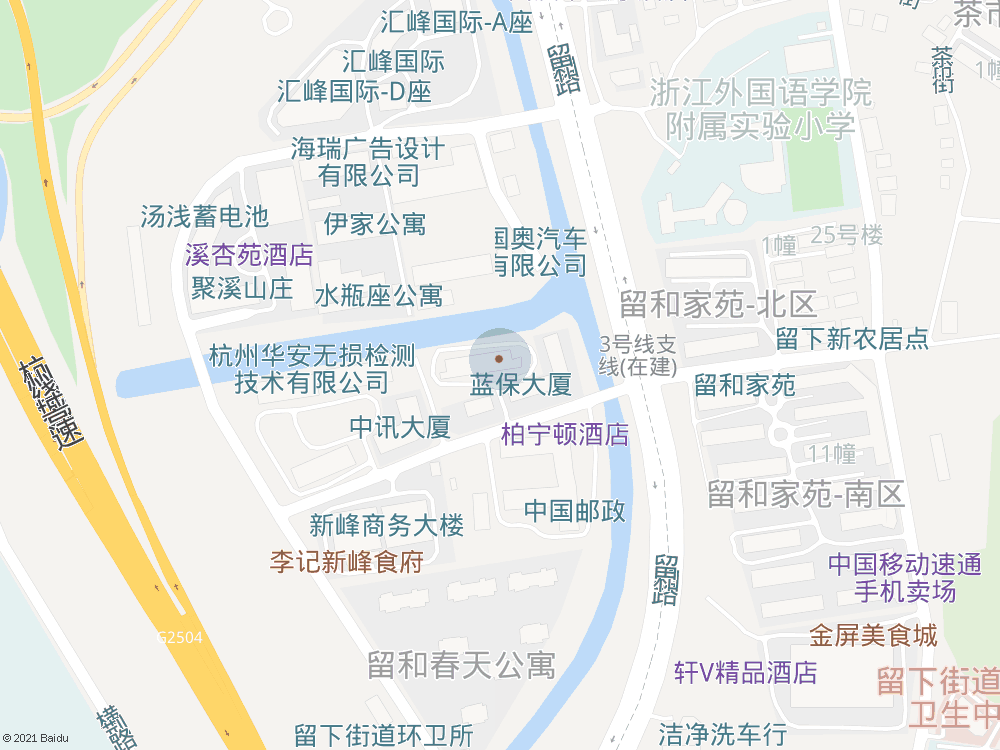 汇峰国际-A座
茶市
汇峰国际
留和路
茶市街
1幢
汇峰国际-D座
浙江外国语学院
附属实验小学
海瑞广告设计
有限公司
汤浅蓄电池
伊家公寓
国奥汽车
有限公司
25号楼
1幢
溪杏苑酒店
聚溪山庄
水瓶座公寓
留和家苑-北区
3号线支
线(在建)
留下新农居点
杭州华安无损检测
技术有限公司
蓝保大厦
留和家苑
杭绕高速
中讯大厦
柏宁顿酒店
11幢
留和家苑-南区
新峰商务大楼
中国邮政
李记新峰食府
留和路
中国移动速通
手机卖场
G2504
金屏美食城
留和春天公寓
轩V精品酒店
留下街道
卫生中
留下街道环卫所
洁净洗车行
© 2021 Baidu